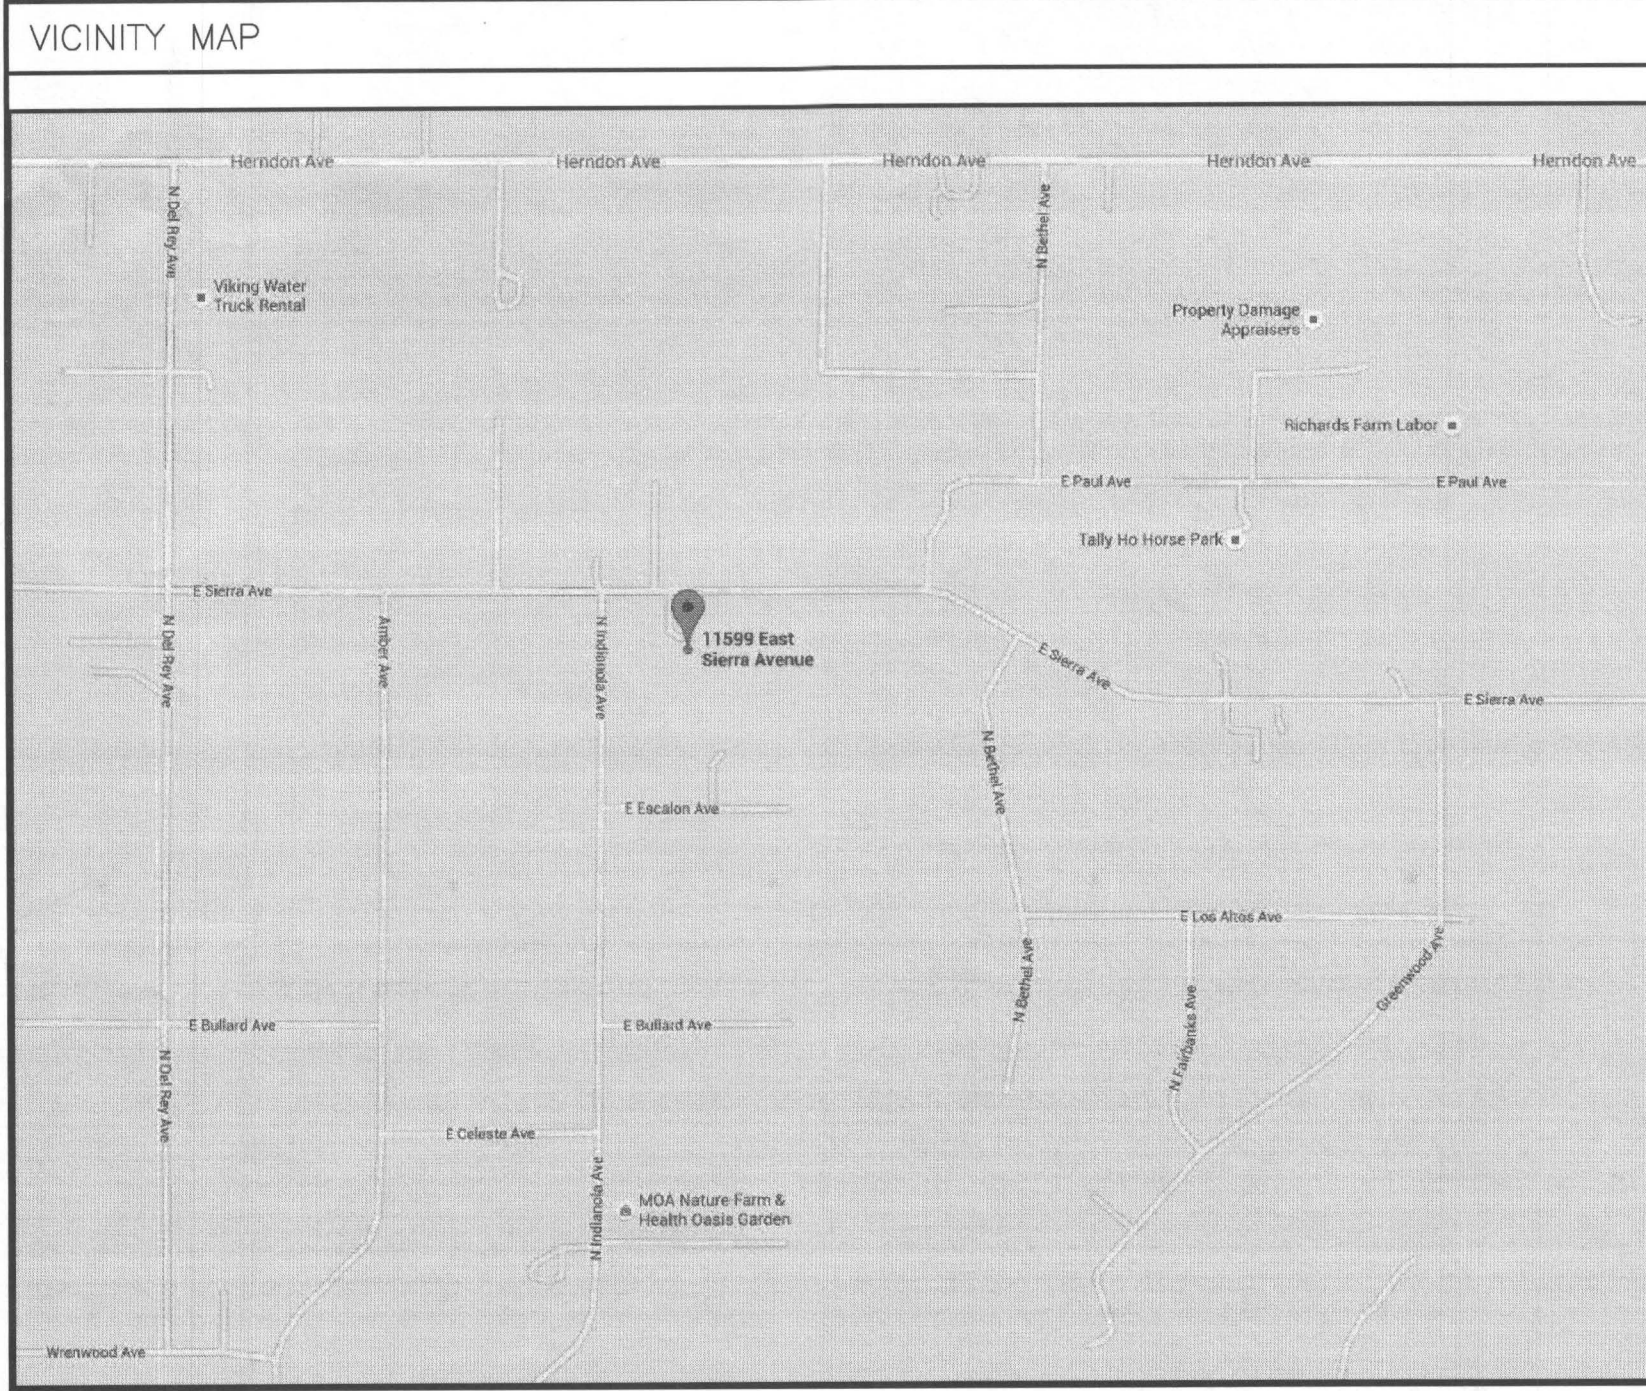 VICINITY MAP
Herndon Ave
Herndon Ave
Herndon Ave
Herndon Ave
Herndon Ave
N Del Rey Ave
N Bethel Ave
Viking Water
Truck Rental
Property Damage
Appraisers
Richards Farm Labor
E Paul Ave
E Paul Ave
Tally Ho Horse Park
E Sierra Ave
N Del Rey Ave
Amber Ave
N Indianola Ave
11599 East
Sierra Avenue
E Sierra Ave
E Sierra Ave
N Bethel Ave
E Escalon Ave
E Los Altos Ave
Greenwood Ave
N Bethel Ave
N Fairbanks Ave
E Bullard Ave
E Bullard Ave
N Del Rey Ave
E Celeste Ave
N Indianola Ave
MOA Nature Farm &
Health Oasis Garden
Wrenwood Ave